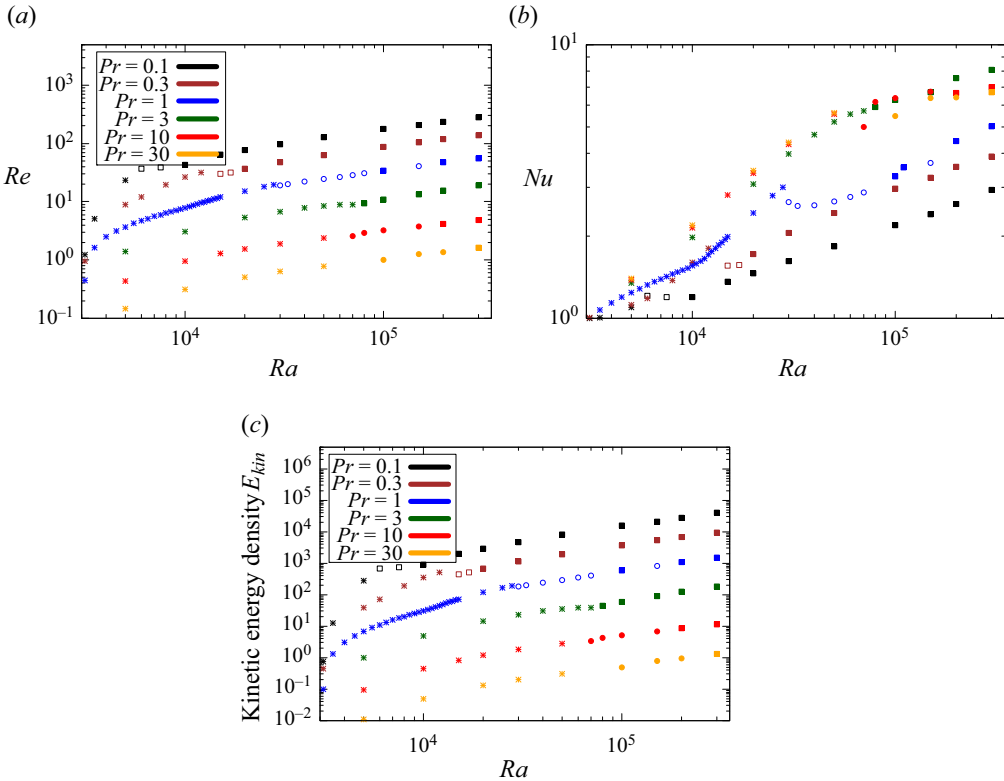 (a)
(b)
10³
10²
10¹
10⁰
10⁻¹
Re
Pr = 0.1
Pr = 0.3
Pr = 1
Pr = 3
Pr = 10
Pr = 30
10⁴
10⁵
Ra
10¹
10⁰
Nu
10⁴
10⁵
Ra
(c)
10⁶
10⁵
10⁴
10³
10²
10¹
10⁰
10⁻¹
10⁻²
Kinetic energy density E_kin
Pr = 0.1
Pr = 0.3
Pr = 1
Pr = 3
Pr = 10
Pr = 30
10⁴
10⁵
Ra